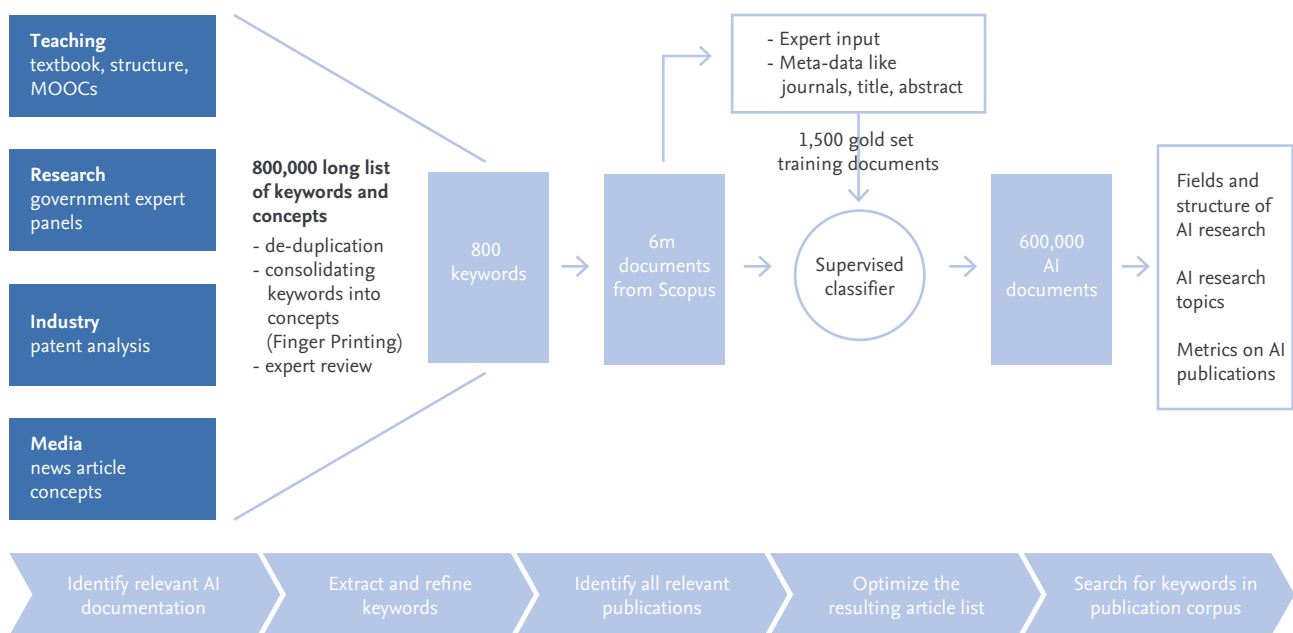 Teaching
textbook, structure,
MOOCs
Research
government expert
panels
Industry
patent analysis
Media
news article
concepts
800,000 long list
of keywords and
concepts
- de-duplication
- consolidating
keywords into
concepts
(Finger Printing)
- expert review
800
keywords
6m
documents
from Scopus
- Expert input
- Meta-data like
journals, title, abstract
1,500 gold set
training documents
Supervised
classifier
600,000
AI
documents
Fields and
structure of
AI research
AI research
topics
Metrics on AI
publications
Identify relevant AI
documentation
Extract and refine
keywords
Identify all relevant
publications
Optimize the
resulting article list
Search for keywords in
publication corpus